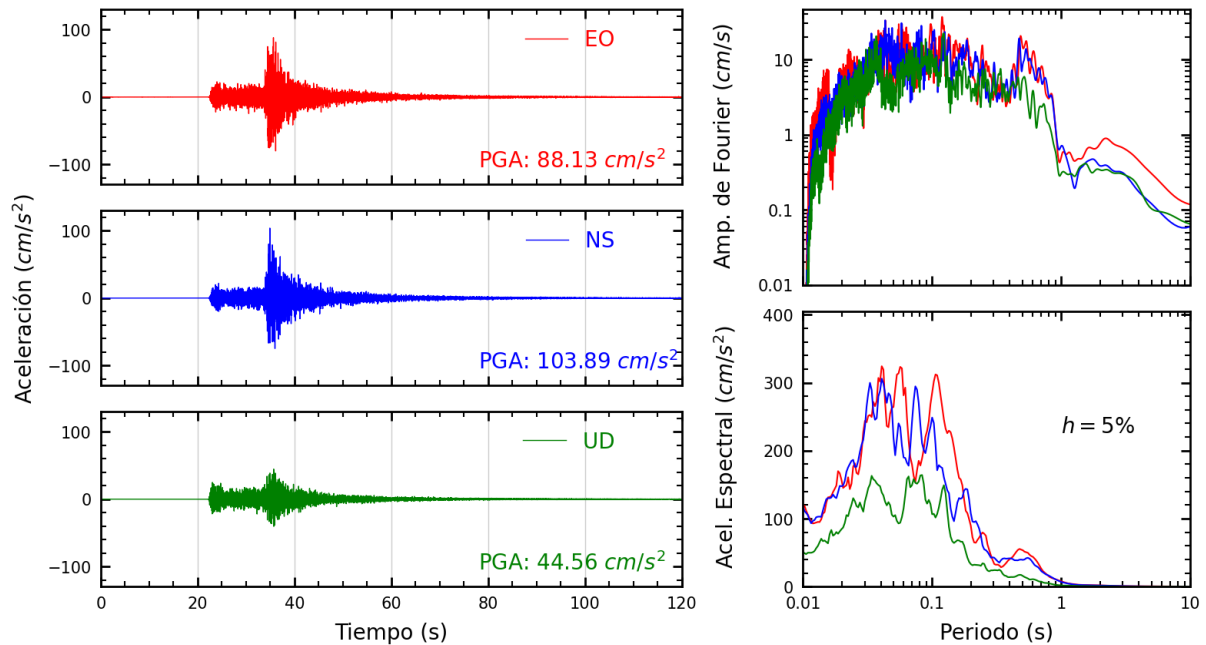 Aceleración (cm/s²)
100
0
−100
EO
PGA: 88.13 cm/s²
100
0
−100
NS
PGA: 103.89 cm/s²
100
0
−100
UD
PGA: 44.56 cm/s²
0 20 40 60 80 100 120
Tiempo (s)
Amp. de Fourier (cm/s)
10
1
0.1
0.01
Acel. Espectral (cm/s²)
400
300
200
100
0
h = 5%
0.01 0.1 1 10
Periodo (s)